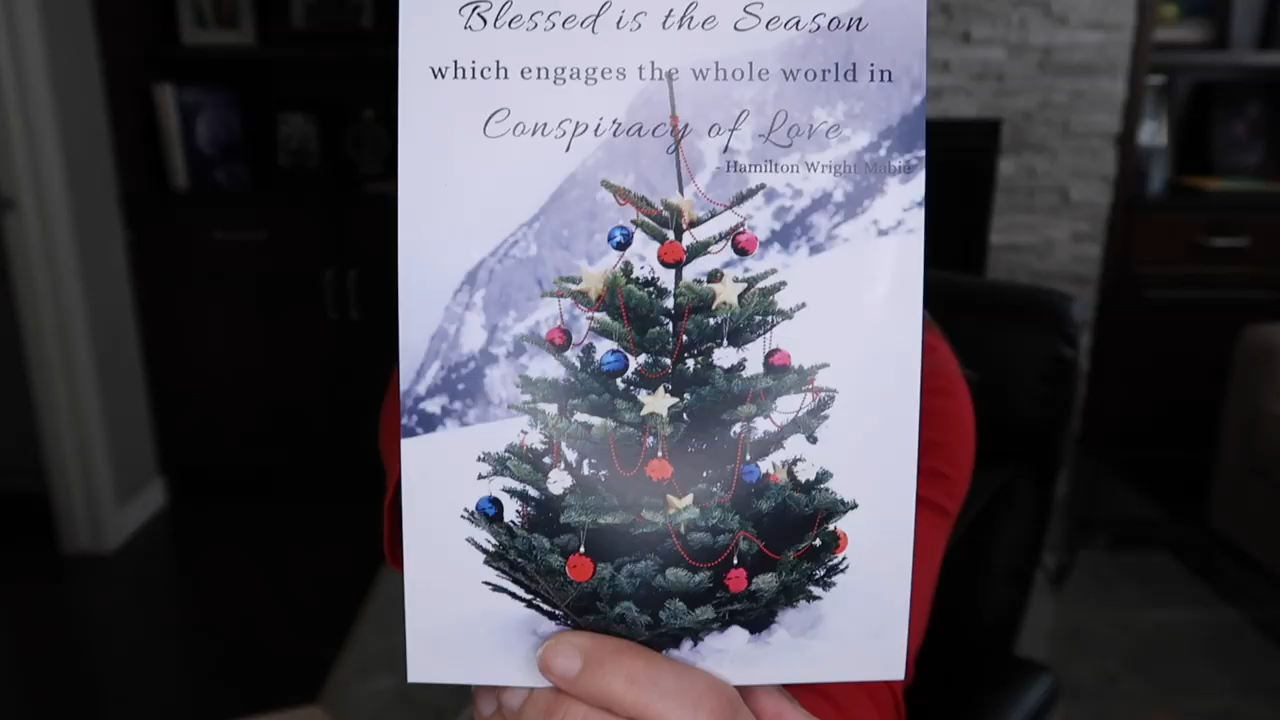 Blessed is the Season
which engages the whole world in
Conspiracy of Love
- Hamilton Wright Mabie